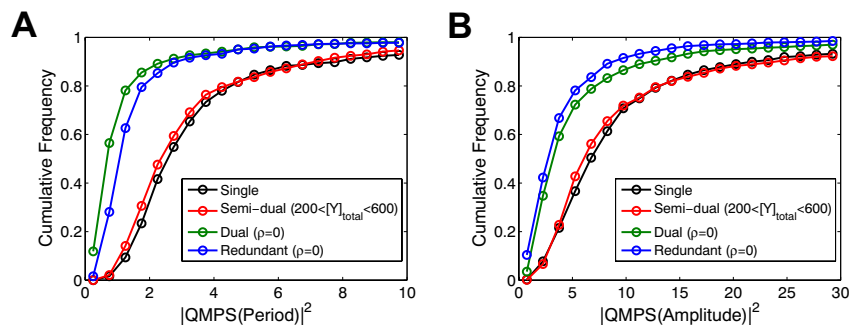 A
Cumulative Frequency
1
0.8
0.6
0.4
0.2
0
0 2 4 6 8 10
|QMPS(Period)|²
Single
Semi-dual (200<[Y]total<600)
Dual (ρ=0)
Redundant (ρ=0)
B
Cumulative Frequency
1
0.8
0.6
0.4
0.2
0
0 5 10 15 20 25 30
|QMPS(Amplitude)|²
Single
Semi-dual (200<[Y]total<600)
Dual (ρ=0)
Redundant (ρ=0)